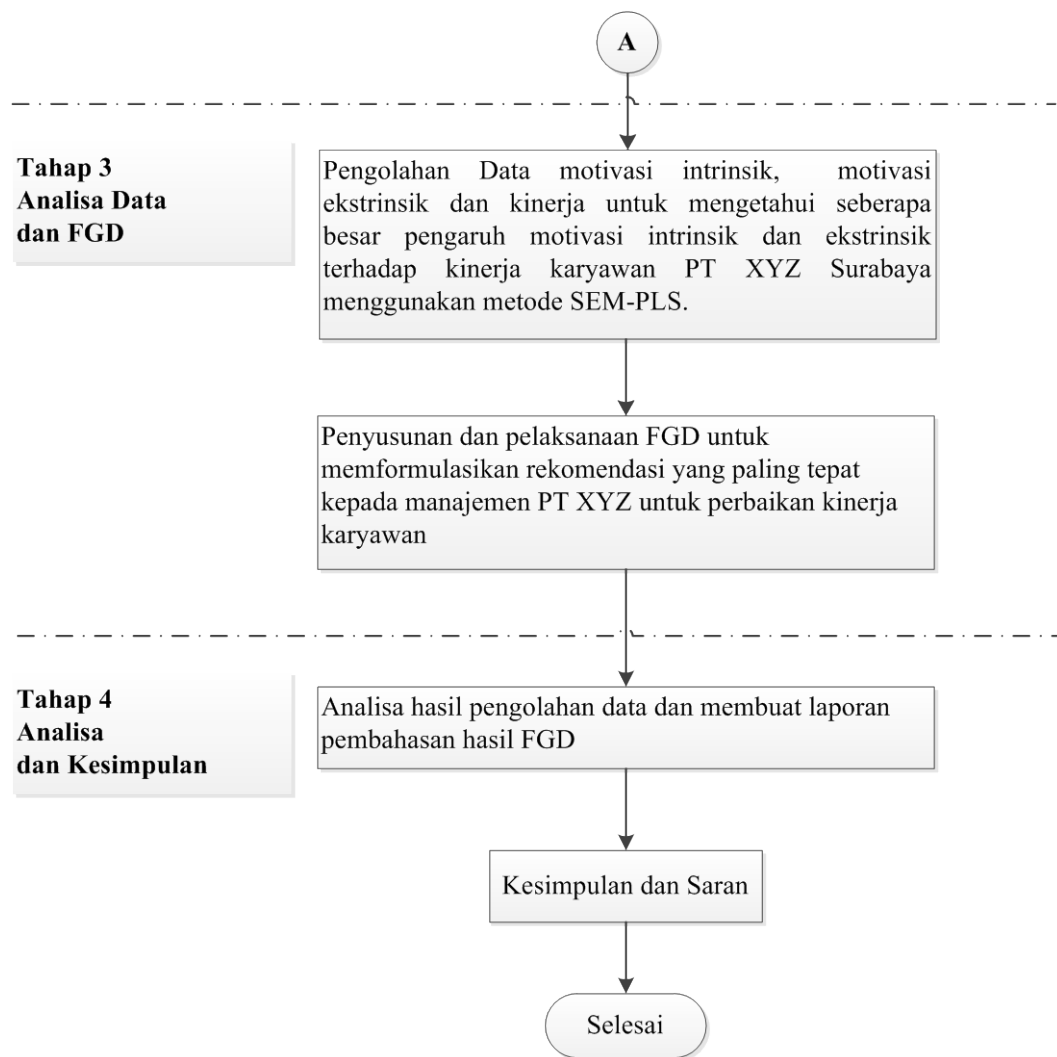 A
Tahap 3
Analisa Data
dan FGD
Pengolahan Data motivasi intrinsik, motivasi
ekstrinsik dan kinerja untuk mengetahui seberapa
besar pengaruh motivasi intrinsik dan ekstrinsik
terhadap kinerja karyawan PT XYZ Surabaya
menggunakan metode SEM-PLS.
Penyusunan dan pelaksanaan FGD untuk
memformulasikan rekomendasi yang paling tepat
kepada manajemen PT XYZ untuk perbaikan kinerja
karyawan
Tahap 4
Analisa
dan Kesimpulan
Analisa hasil pengolahan data dan membuat laporan
pembahasan hasil FGD
Kesimpulan dan Saran
Selesai